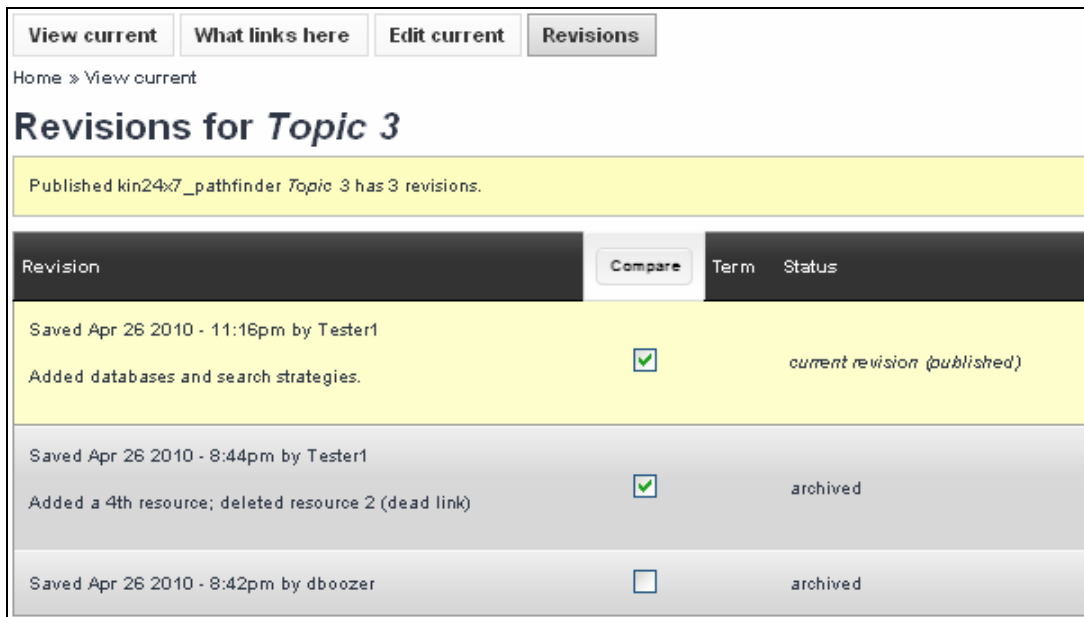 View current What links here Edit current Revisions
Home » View current
Revisions for Topic 3
Published kin24x7_pathfinder Topic 3 has 3 revisions.
Revision Compare Term Status
Saved Apr 26 2010 - 11:16pm by Tester1
Added databases and search strategies.
current revision (published)
Saved Apr 26 2010 - 8:44pm by Tester1
Added a 4th resource; deleted resource 2 (dead link)
archived
Saved Apr 26 2010 - 8:42pm by dboozer archived